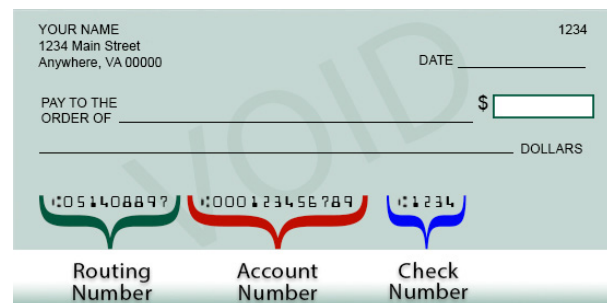 YOUR NAME 1234
1234 Main Street
Anywhere, VA 00000
DATE
PAY TO THE
ORDER OF $
DOLLARS
VOID
⑆051408897⑆ ⑆000123456789 ⑆1234
Routing Number
Account Number
Check Number